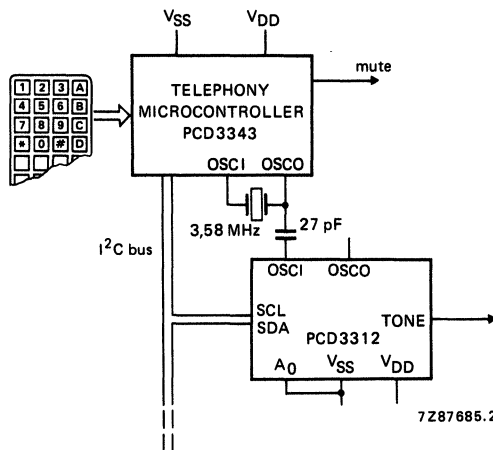 VSS VDD
mute
1 2 3 A
4 5 6 B
7 8 9 C
* 0 # D
TELEPHONY
MICROCONTROLLER
PCD3343
OSCI OSCO
3,58 MHz
27 pF
I²C bus
OSCI OSCO
SCL
SDA
TONE
PCD3312
A0 VSS VDD
7Z87685.2